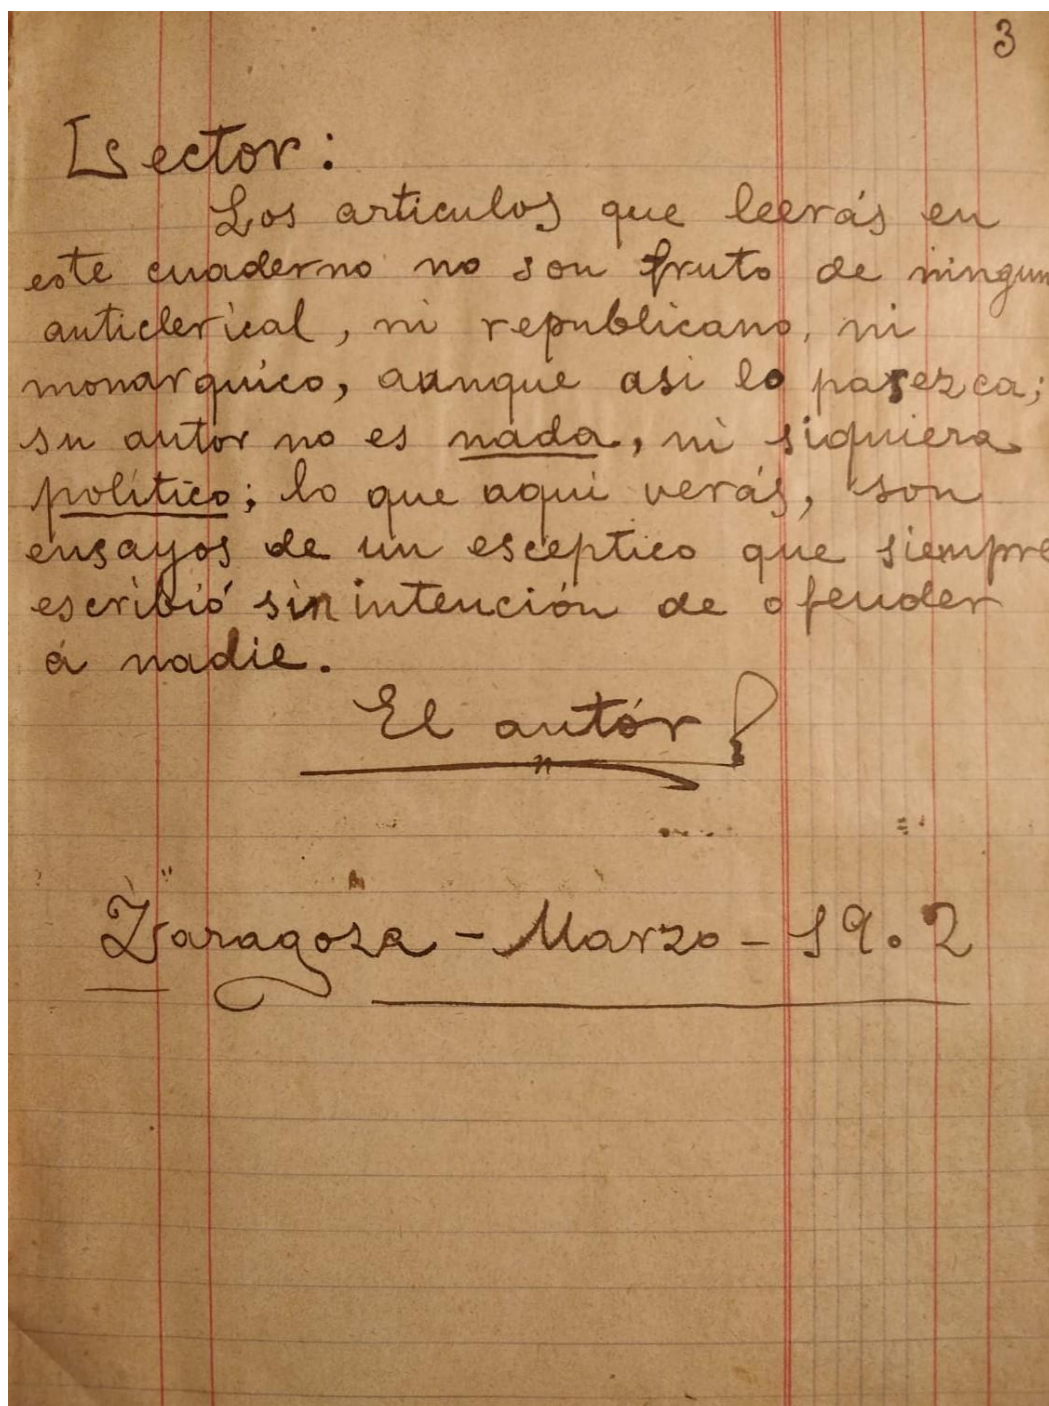 3
Lector:
Los articulos que leerás en
este cuaderno no son fruto de ningun
anticlerical, ni republicano, ni
monarquico, aunque asi lo parezca;
su autor no es nada, ni siquiera
político; lo que aqui verás, son
ensayos de un esceptico que siempre
escribió sin intención de ofender
á nadie.
El autór
Zaragoza - Marzo - 19.2